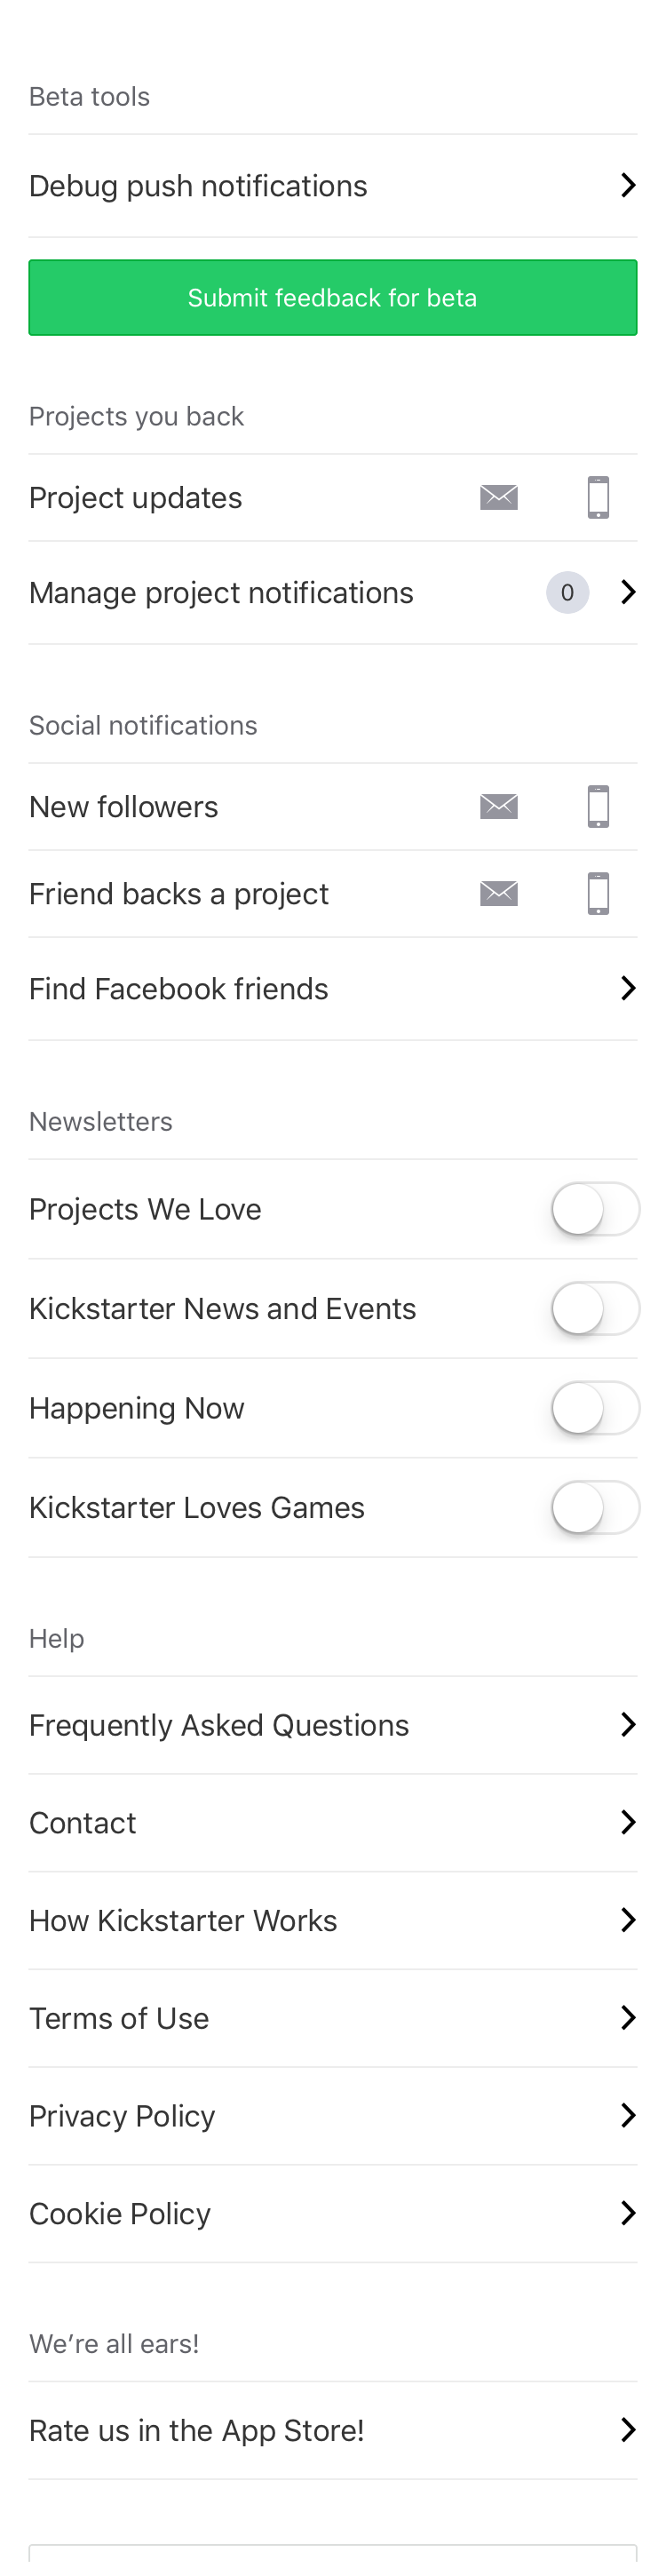 Beta tools
Debug push notifications
Submit feedback for beta
Projects you back
Project updates
Manage project notifications 0
Social notifications
New followers
Friend backs a project
Find Facebook friends
Newsletters
Projects We Love
Kickstarter News and Events
Happening Now
Kickstarter Loves Games
Help
Frequently Asked Questions
Contact
How Kickstarter Works
Terms of Use
Privacy Policy
Cookie Policy
We’re all ears!
Rate us in the App Store!